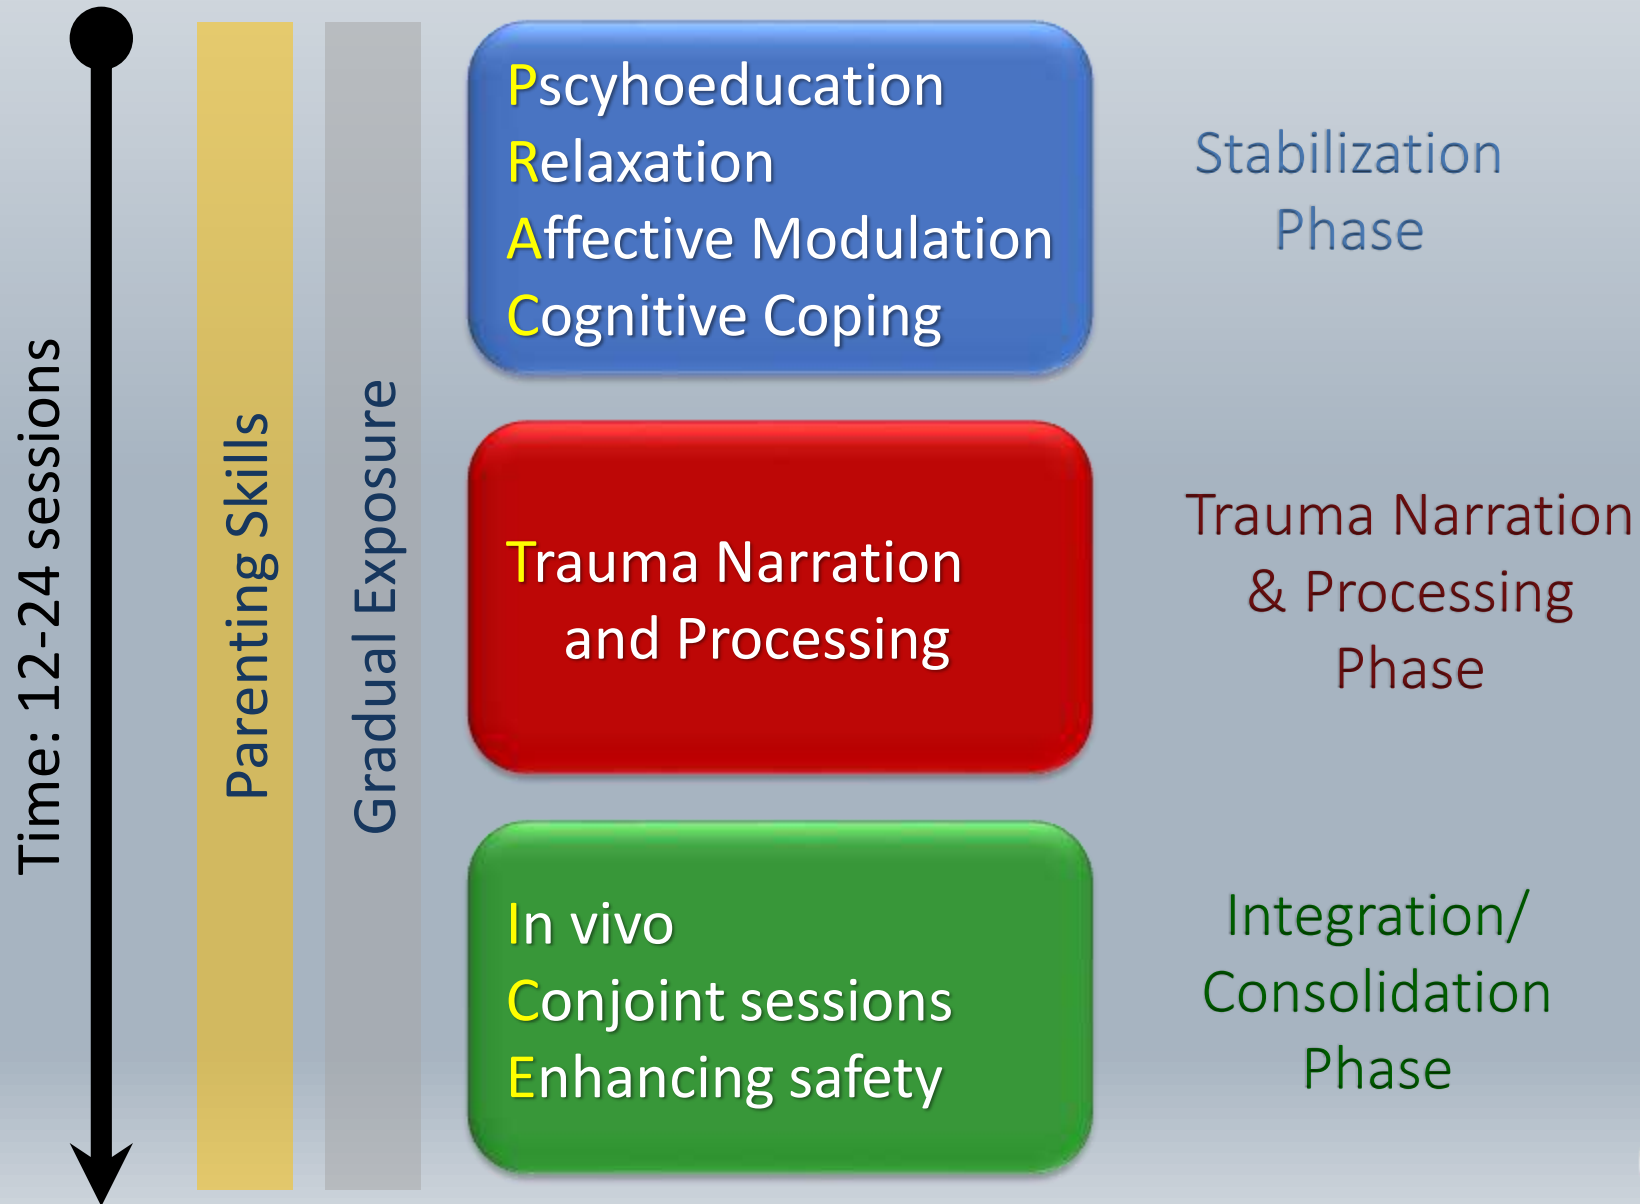 Time: 12-24 sessions
Parenting Skills
Gradual Exposure
Pscyhoeducation
Relaxation
Affective Modulation
Cognitive Coping
Stabilization
Phase
Trauma Narration
and Processing
Trauma Narration
& Processing
Phase
In vivo
Conjoint sessions
Enhancing safety
Integration/
Consolidation
Phase